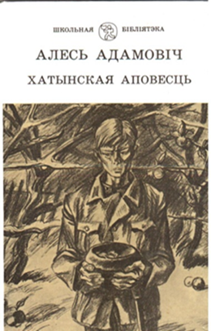 ШКОЛЬНАЯ БІБЛІЯТЭКА
АЛЕСЬ АДАМОВІЧ
ХАТЫНСКАЯ АПОВЕСЦЬ